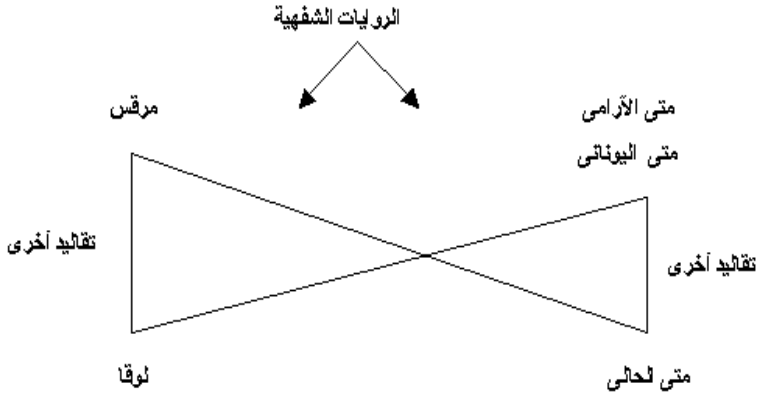 الروايات الشفهية
متى الآرامى
مرقس
متى اليونانى
تقاليد أخرى
تقاليد أخرى
متى الحالى
لوقا